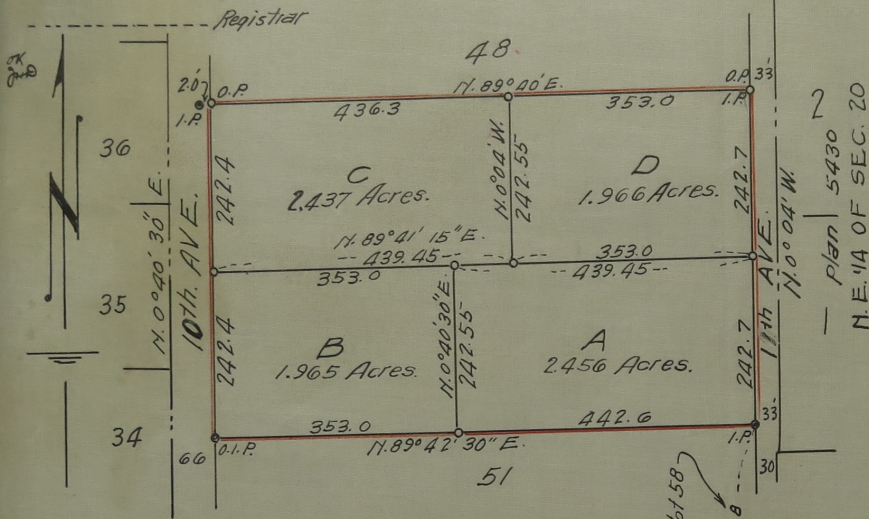 Registrar
48
2.0'
O.P.
I.P.
N. 89° 40' E.
O.P.
33'
I.P.
436.3
353.0
36
242.4
C
2.437 Acres.
N. 0° 04' W.
242.55
D
1.966 Acres.
242.7
2
N. 0° 40' 30" E.
10th. AVE.
N. 89° 41' 15" E.
439.45
353.0
353.0
439.45
11th AVE.
N. 0° 04' W.
Plan 5430
N.E. 1/4 OF SEC. 20
35
242.4
B
1.965 Acres.
N. 0° 40' 30" E.
242.55
A
2.456 Acres.
242.7
34
66
O.I.P.
353.0
N. 89° 42' 30" E.
442.6
33'
I.P.
30
51
lot 58
8